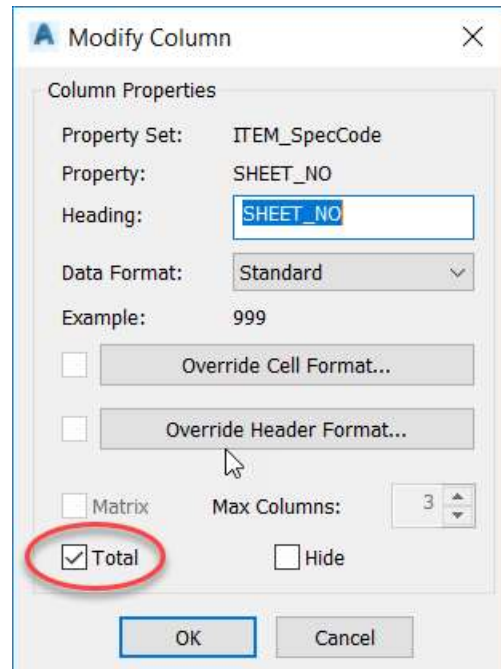 Modify Column
Column Properties
Property Set: ITEM_SpecCode
Property: SHEET_NO
Heading: SHEET_NO
Data Format: Standard
Example: 999
Override Cell Format...
Override Header Format...
Matrix Max Columns: 3
Total Hide
OK Cancel